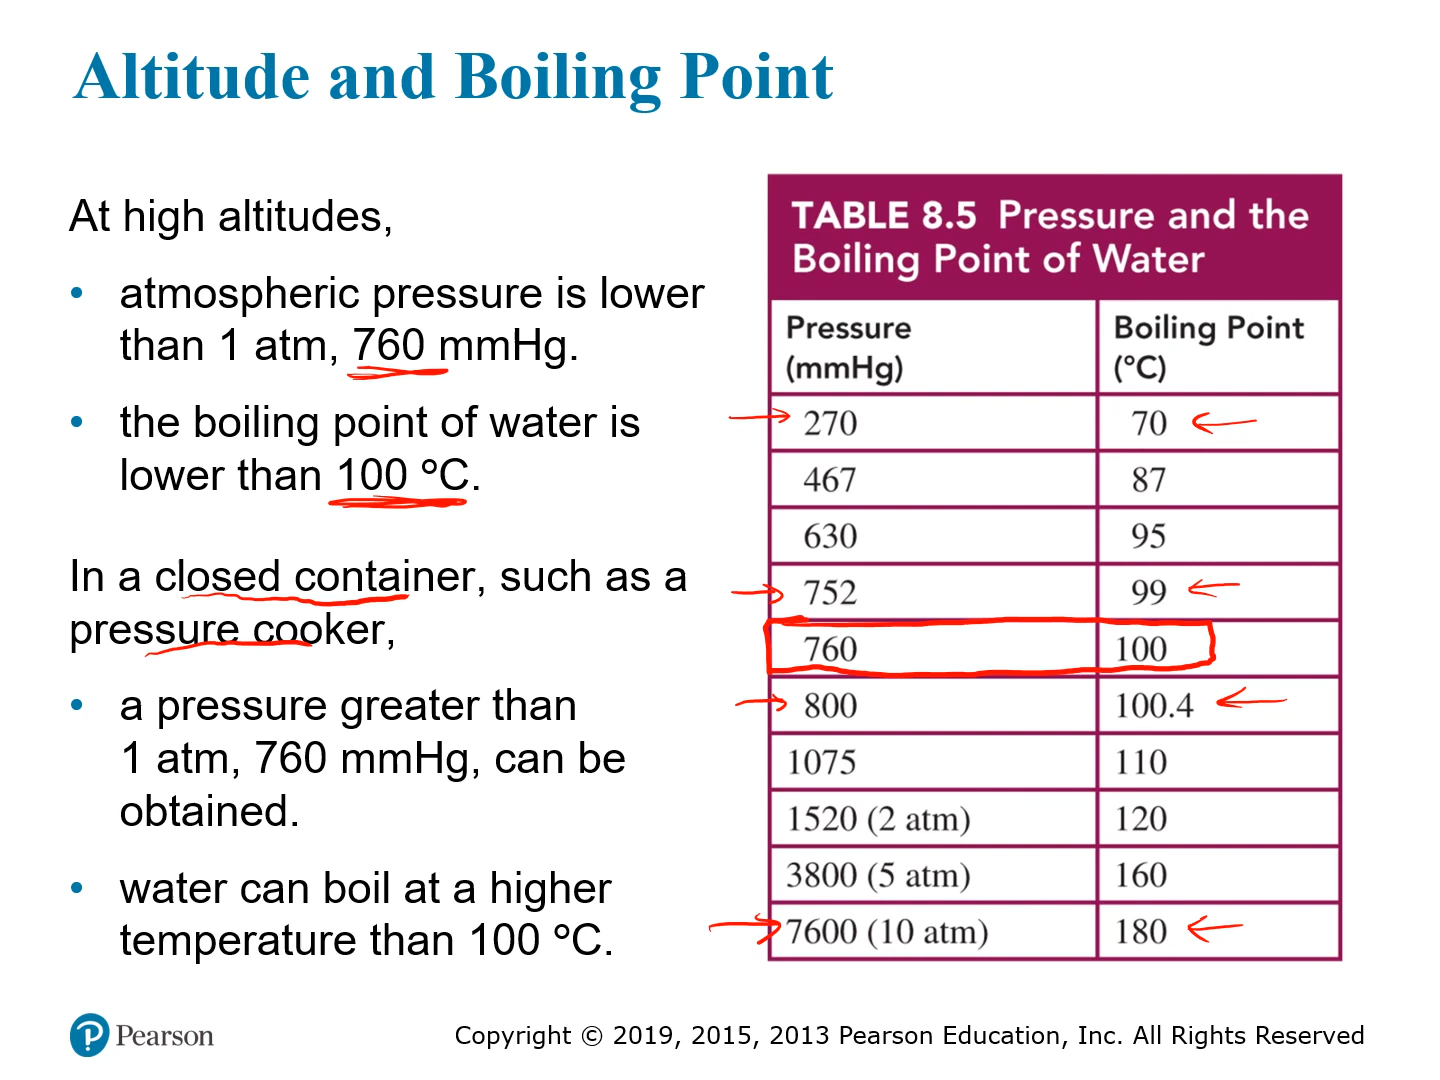 Altitude and Boiling Point
At high altitudes,
• atmospheric pressure is lower
than 1 atm, 760 mmHg.
• the boiling point of water is
lower than 100 °C.
In a closed container, such as a
pressure cooker,
• a pressure greater than
1 atm, 760 mmHg, can be
obtained.
• water can boil at a higher
temperature than 100 °C.
TABLE 8.5 Pressure and the
Boiling Point of Water
Pressure Boiling Point
(mmHg) (°C)
270 70
467 87
630 95
752 99
760 100
800 100.4
1075 110
1520 (2 atm) 120
3800 (5 atm) 160
7600 (10 atm) 180
P Pearson
Copyright © 2019, 2015, 2013 Pearson Education, Inc. All Rights Reserved